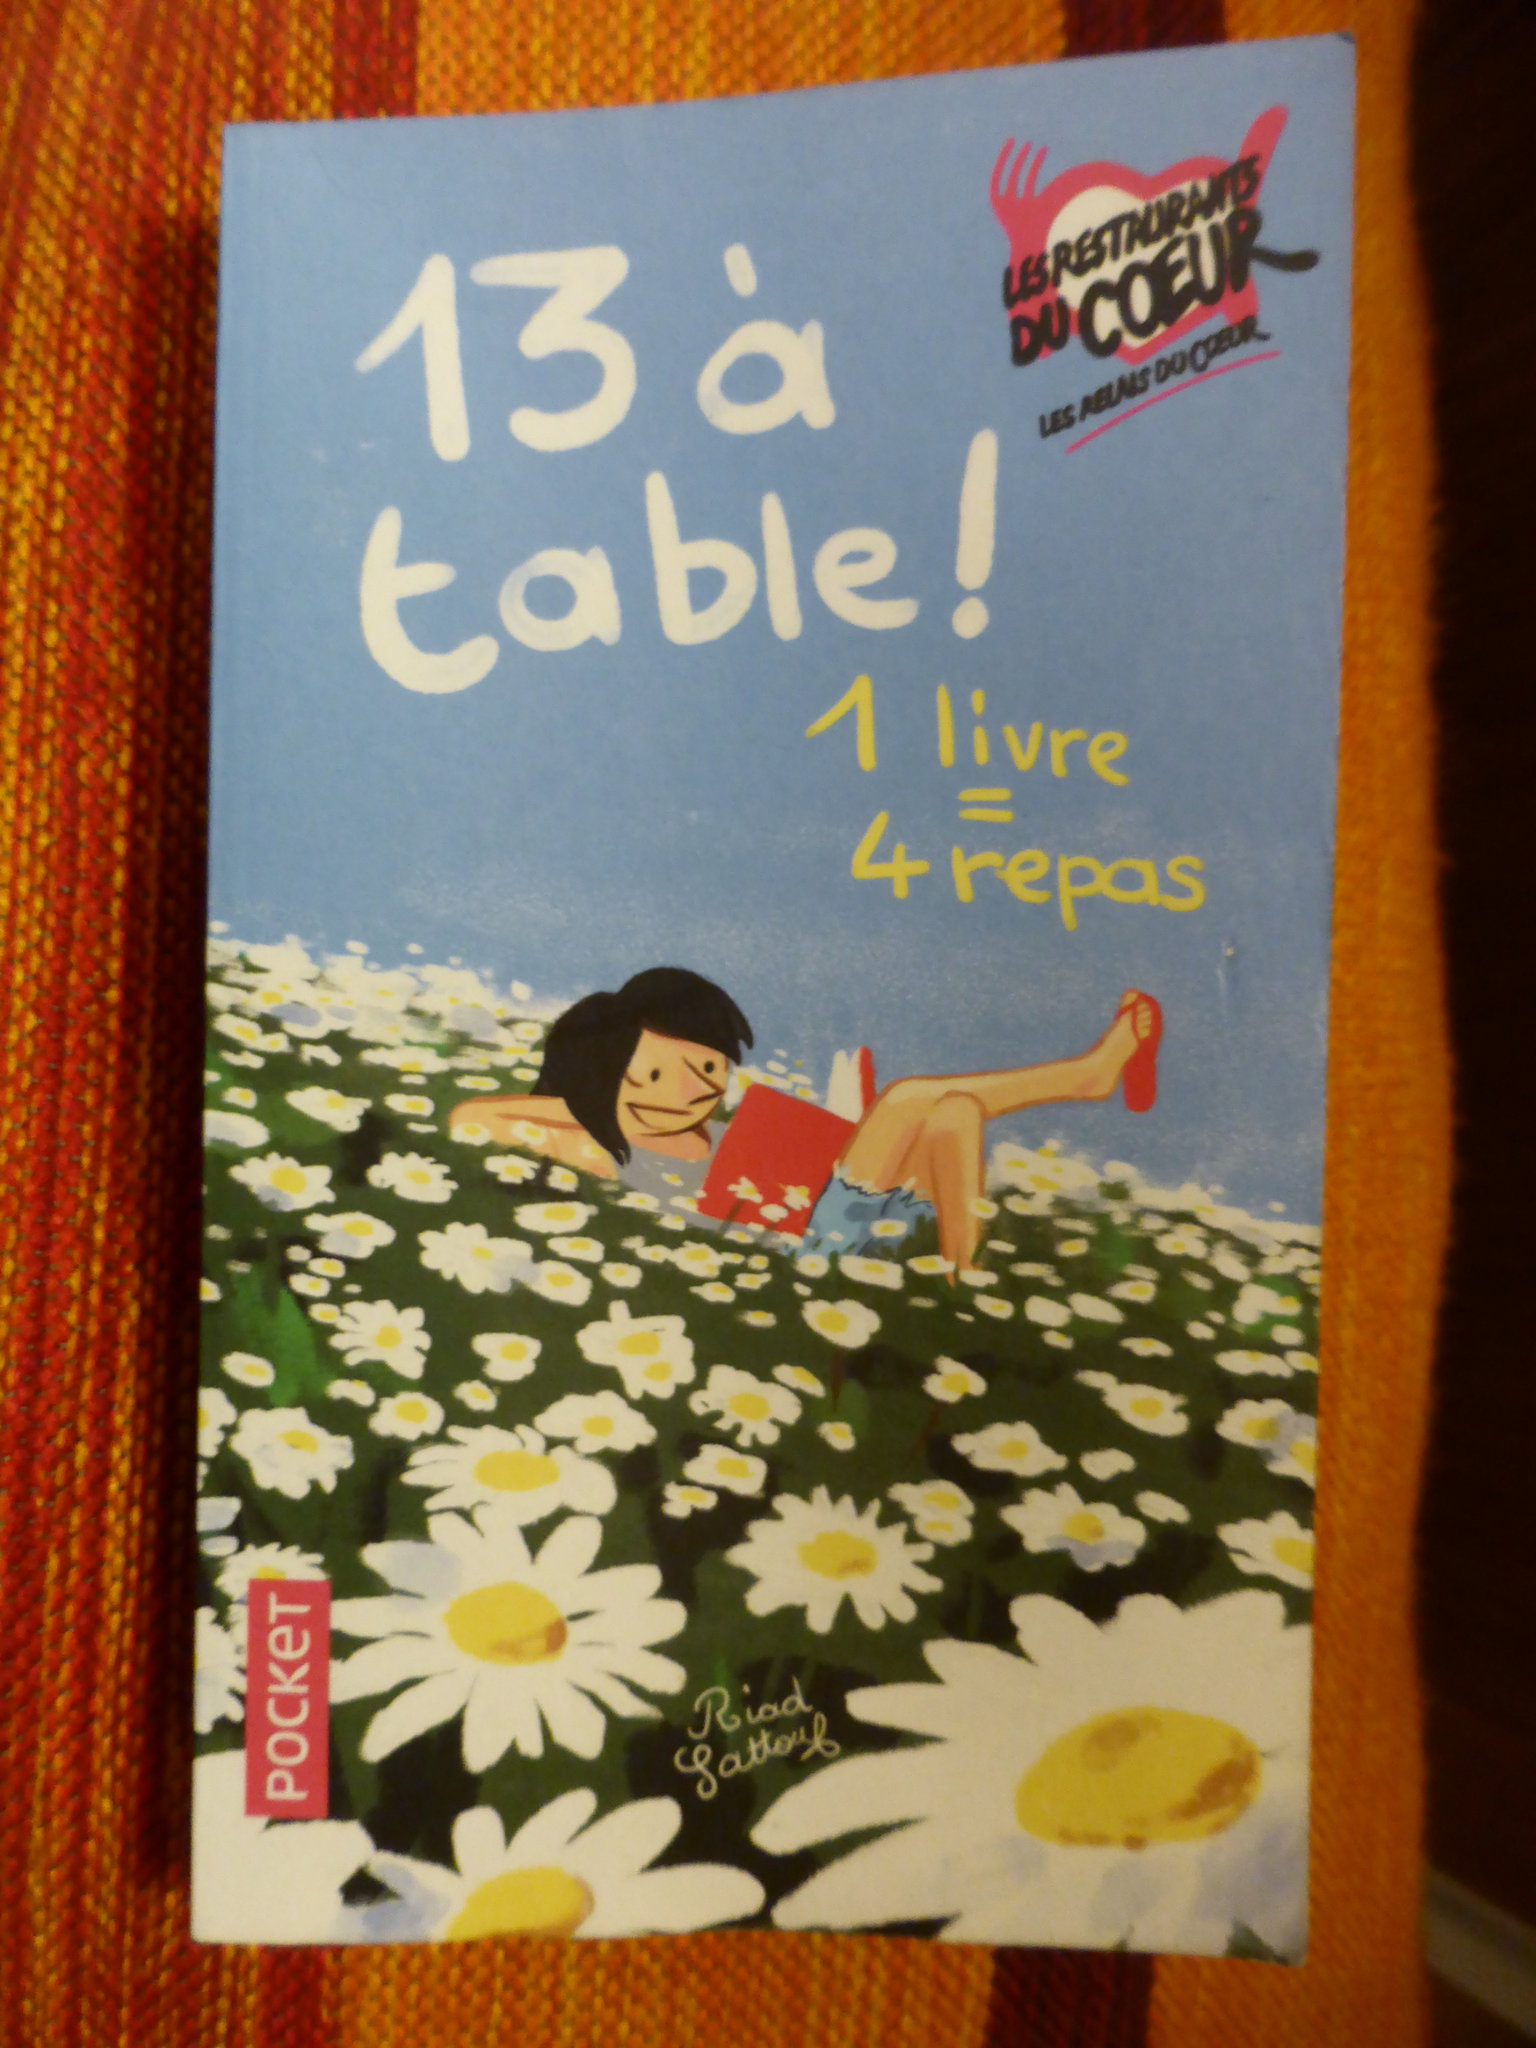 LES RESTAURANTS
DU COEUR
LES RELAIS DU COEUR
13 à
table !
1 livre
=
4 repas
POCKET
Riad
Sattouf